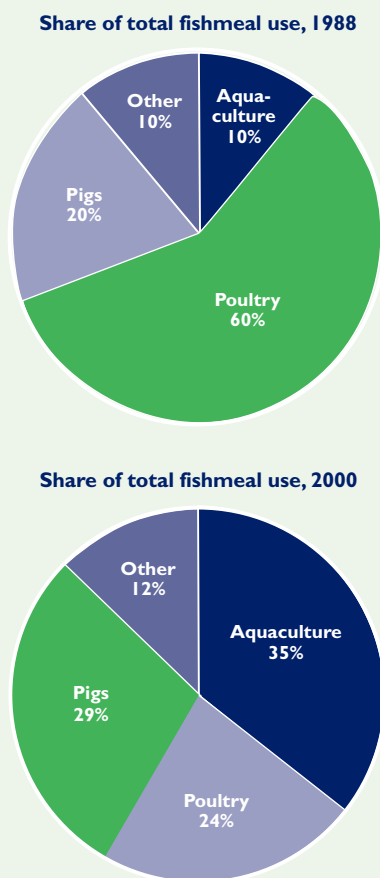 Share of total fishmeal use, 1988
Other
10%
Aqua-
culture
10%
Pigs
20%
Poultry
60%
Share of total fishmeal use, 2000
Other
12%
Aquaculture
35%
Pigs
29%
Poultry
24%